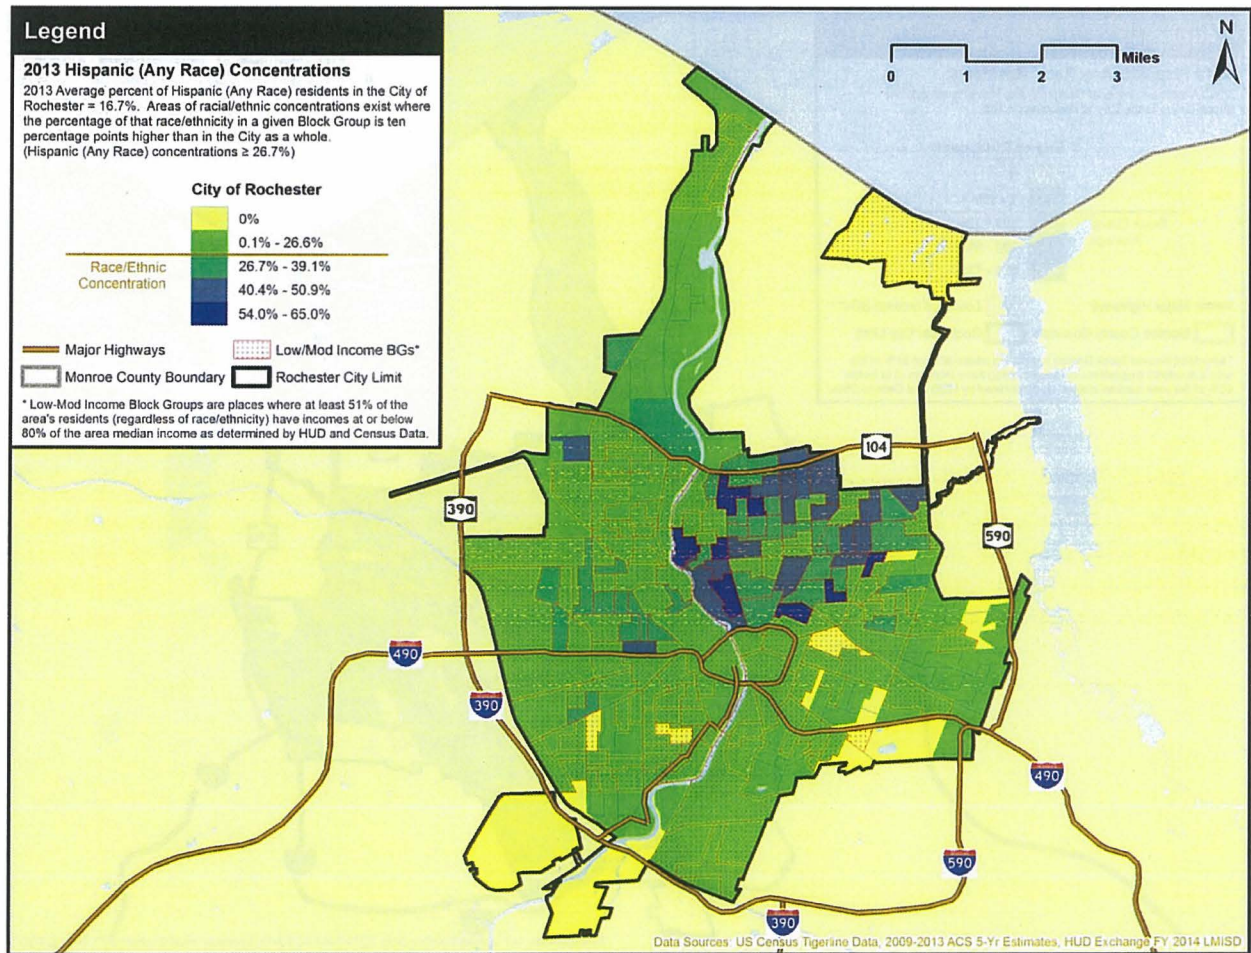 Legend
2013 Hispanic (Any Race) Concentrations
2013 Average percent of Hispanic (Any Race) residents in the City of
Rochester = 16.7%. Areas of racial/ethnic concentrations exist where
the percentage of that race/ethnicity in a given Block Group is ten
percentage points higher than in the City as a whole.
(Hispanic (Any Race) concentrations ≥ 26.7%)
City of Rochester
0%
0.1% - 26.6%
Race/Ethnic
Concentration
26.7% - 39.1%
40.4% - 50.9%
54.0% - 65.0%
Major Highways
Low/Mod Income BGs*
Monroe County Boundary
Rochester City Limit
* Low-Mod Income Block Groups are places where at least 51% of the
area's residents (regardless of race/ethnicity) have incomes at or below
80% of the area median income as determined by HUD and Census Data.
N
Miles
0 1 2 3
104
390
590
490
390
490
590
390
Data Sources: US Census Tigerline Data, 2009-2013 ACS 5-Yr Estimates, HUD Exchange FY 2014 LMISD